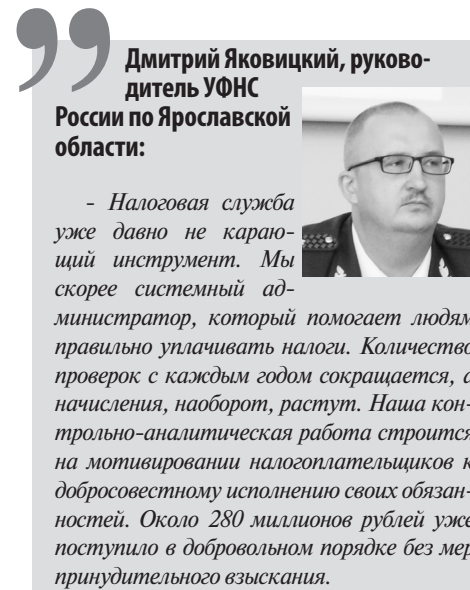 Дмитрий Яковицкий, руково-
дитель УФНС
России по Ярославской
области:
- Налоговая служба
уже давно не караю-
щий инструмент. Мы
скорее системный ад-
министратор, который помогает людям
правильно уплачивать налоги. Количество
проверок с каждым годом сокращается, а
начисления, наоборот, растут. Наша кон-
трольно-аналитическая работа строится
на мотивировании налогоплательщиков к
добросовестному исполнению своих обязан-
ностей. Около 280 миллионов рублей уже
поступило в добровольном порядке без мер
принудительного взыскания.